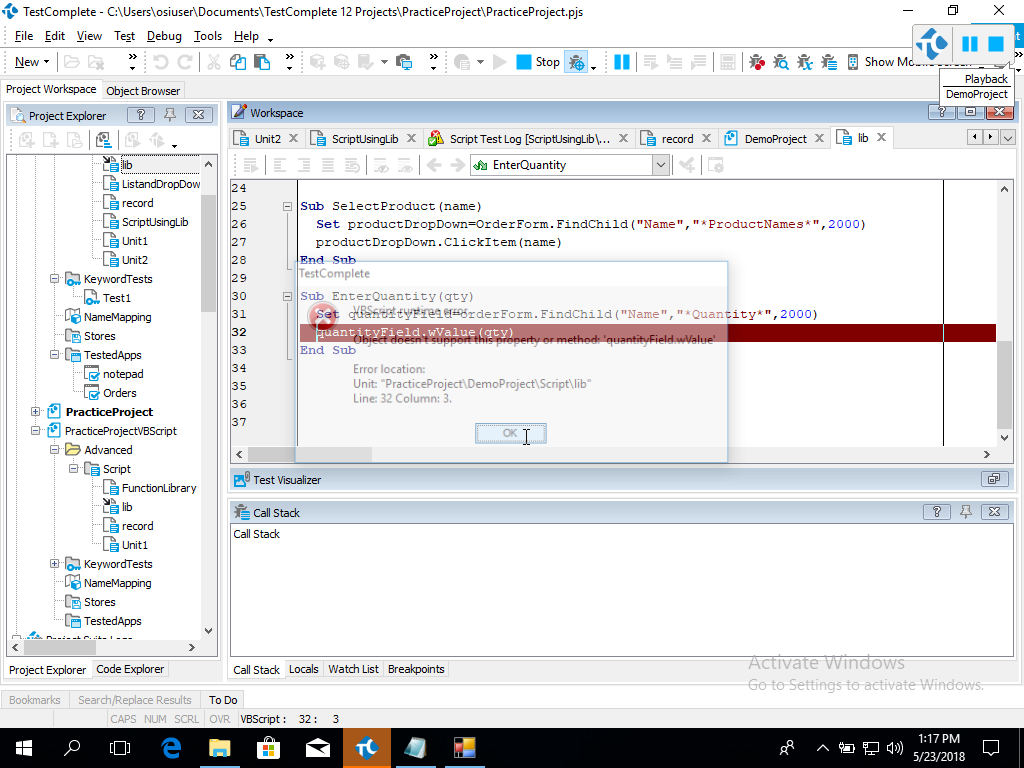 TestComplete - C:\Users\osiuser\Documents\TestComplete 12 Projects\PracticeProject\PracticeProject.pjs
File Edit View Test Debug Tools Help
New Stop Show Mo
Playback
DemoProject
Project Workspace Object Browser
Project Explorer
Workspace
Unit2 ScriptUsingLib Script Test Log [ScriptUsingLib\... record DemoProject lib
EnterQuantity
lib
ListandDropDow
record
ScriptUsingLib
Unit1
Unit2
KeywordTests
Test1
NameMapping
Stores
TestedApps
notepad
Orders
PracticeProject
PracticeProjectVBScript
Advanced
Script
FunctionLibrary
lib
record
Unit1
KeywordTests
NameMapping
Stores
TestedApps
Project Suite Logs
24
25 Sub SelectProduct(name)
26 Set productDropDown=OrderForm.FindChild("Name","*ProductNames*",2000)
27 productDropDown.ClickItem(name)
28 End Sub
29
30 Sub EnterQuantity(qty)
31 Set quantityField=orderForm.FindChild("Name","*Quantity*",2000)
32 quantityField.wValue(qty)
33 End Sub
34
35
36
37
TestComplete
VBScript runtime error.
Object doesn't support this property or method: 'quantityField.wValue'
Error location:
Unit: "PracticeProject\DemoProject\Script\lib"
Line: 32 Column: 3.
OK
Test Visualizer
Call Stack
Call Stack
Call Stack Locals Watch List Breakpoints
Project Explorer Code Explorer
Activate Windows
Go to Settings to activate Windows.
Bookmarks Search/Replace Results To Do
CAPS NUM SCRL OVR VBScript : 32 : 3
1:17 PM
5/23/2018